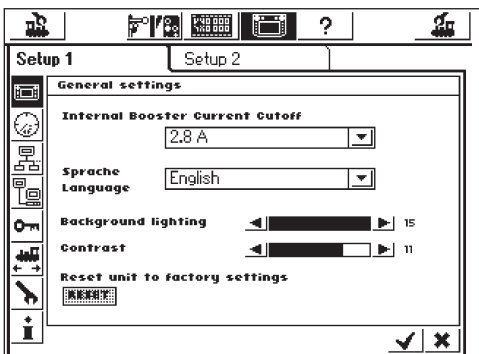 ?
Setup 1
Setup 2
General settings
Internal Booster Current Cutoff
2.8 A
Sprache
Language
English
Background lighting
15
Contrast
11
Reset unit to factory settings
RESET
i